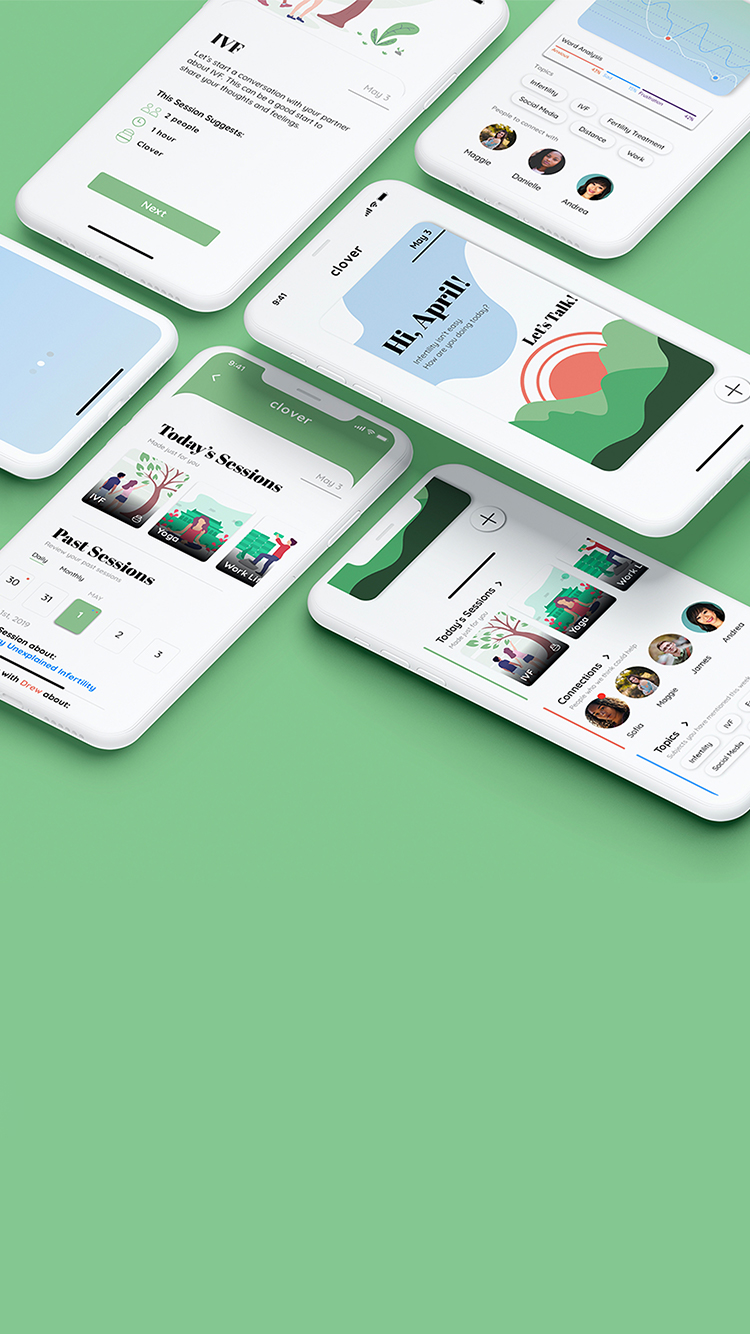 IVF
Let's start a conversation with your partner
about IVF. This can be a good start to
share your thoughts and feelings.
May 3
This Session Suggests:
2 people
1 hour
Clover
Next
Word Analysis
Anxious
43%
Frustration
42%
Topics
Infertility
IVF
Fertility Treatment
Social Media
Distance
Work
People to connect with
Maggie
Danielle
Andrea
9:41
clover
May 3
Hi, April!
Infertility isn't easy.
How are you doing today?
Let's Talk!
9:41
clover
Today's Sessions
Made just for you
May 3
IVF
Yoga
Work Li
Past Sessions
Review your past sessions
Daily
Monthly
MAY
30
31
1
2
3
1st, 2019
Session about:
y Unexplained Infertility
with Drew about:
Today's Sessions
Made just for you
IVF
Yoga
Work Li
Connections
People who we think could help
Sofia
Maggie
James
Andrea
Topics
Subjects you have mentioned this week
Infertility
IVF
Social Media